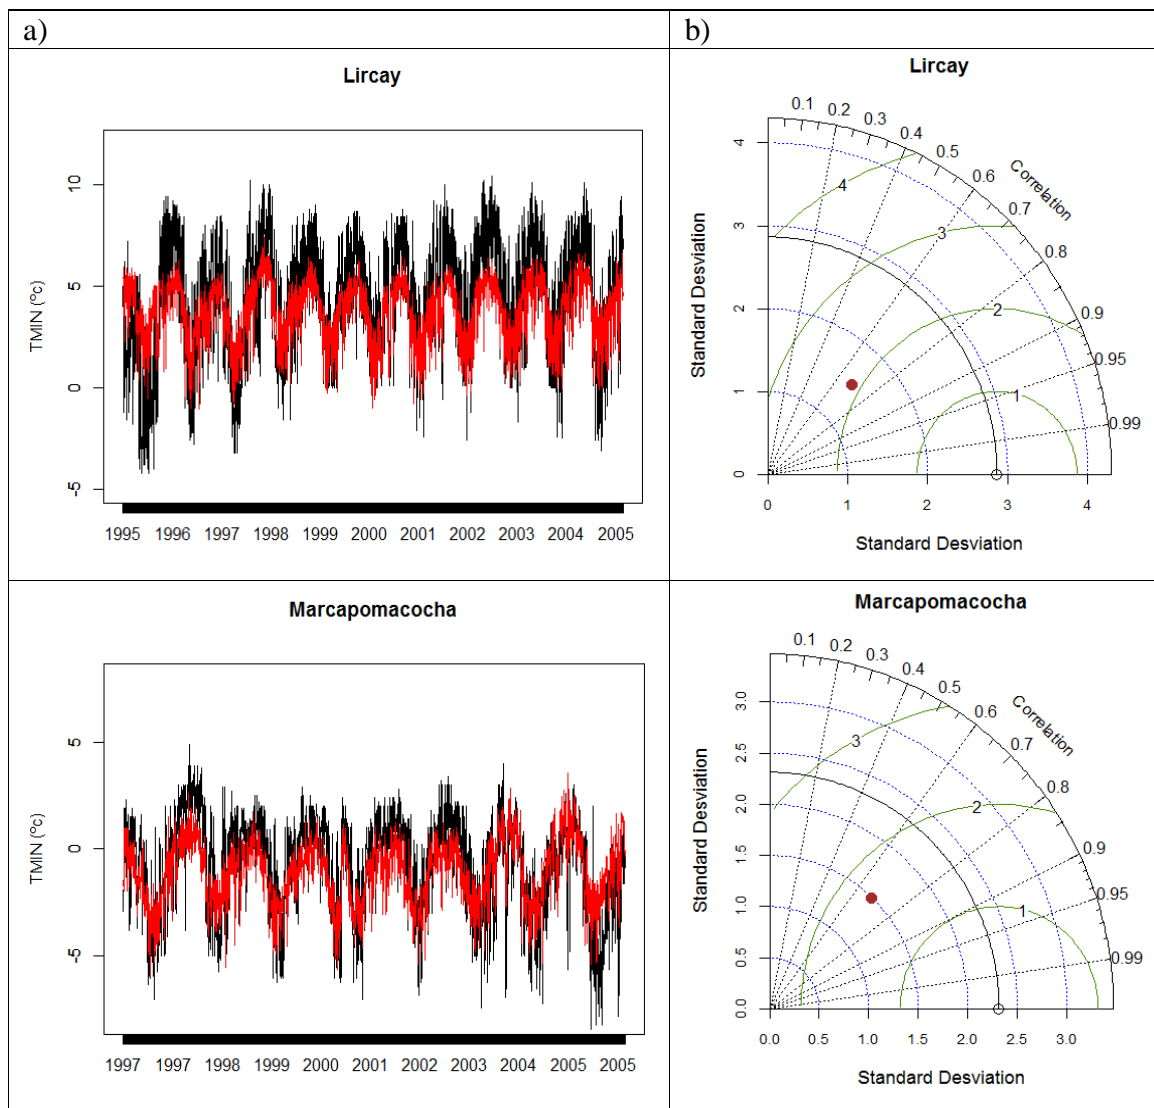 a)
b)
Lircay
TMIN (ºc)
10
5
0
-5
1995 1996 1997 1998 1999 2000 2001 2002 2003 2004 2005
Lircay
Standard Desviation
4
3
2
1
0
0 1 2 3 4
Standard Desviation
0.1 0.2 0.3 0.4 0.5 0.6 0.7 0.8 0.9 0.95 0.99
Correlation
4
3
2
1
Marcapomacocha
TMIN (ºc)
5
0
-5
1997 1997 1999 2000 2000 2001 2002 2002 2004 2005 2005
Marcapomacocha
Standard Desviation
3.0
2.5
2.0
1.5
1.0
0.5
0.0
0.0 0.5 1.0 1.5 2.0 2.5 3.0
Standard Desviation
0.1 0.2 0.3 0.4 0.5 0.6 0.7 0.8 0.9 0.95 0.99
Correlation
3
2
1